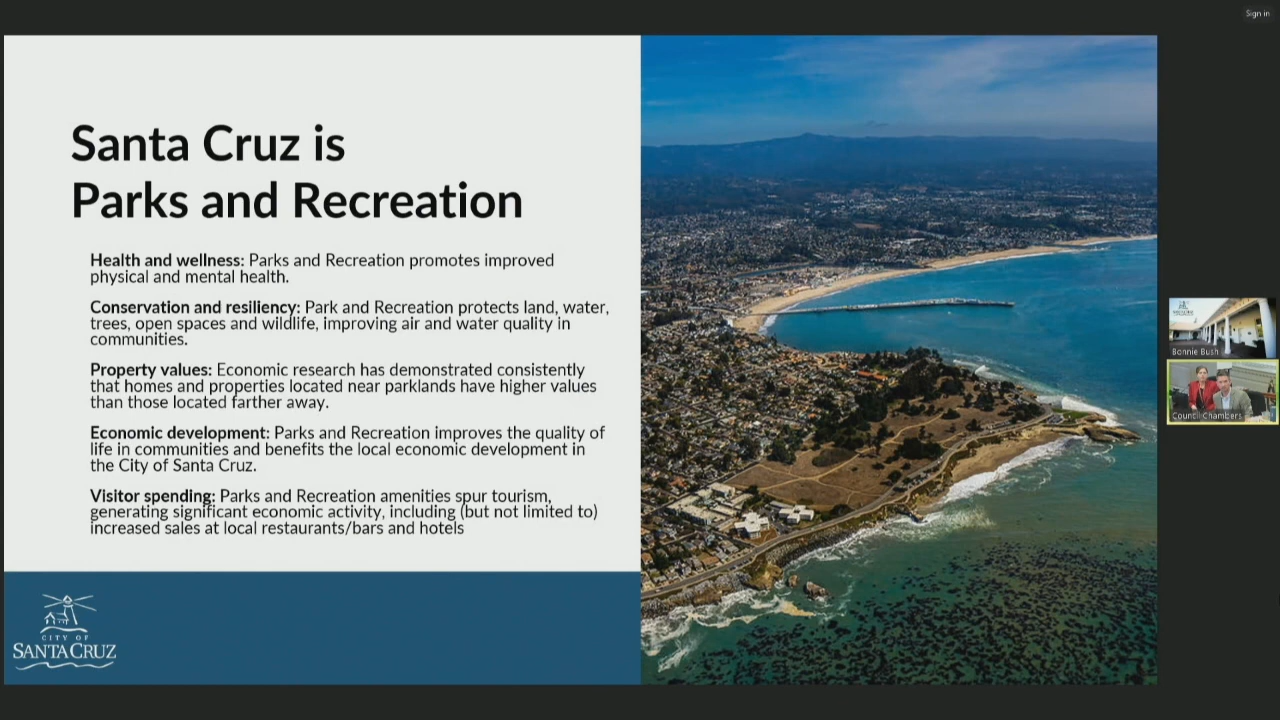 Sign in
Santa Cruz is
Parks and Recreation
Health and wellness: Parks and Recreation promotes improved
physical and mental health.
Conservation and resiliency: Park and Recreation protects land, water,
trees, open spaces and wildlife, improving air and water quality in
communities.
Property values: Economic research has demonstrated consistently
that homes and properties located near parklands have higher values
than those located farther away.
Economic development: Parks and Recreation improves the quality of
life in communities and benefits the local economic development in
the City of Santa Cruz.
Visitor spending: Parks and Recreation amenities spur tourism,
generating significant economic activity, including (but not limited to)
increased sales at local restaurants/bars and hotels
CITY OF
SANTA CRUZ
Bonnie Bush
Council Chambers